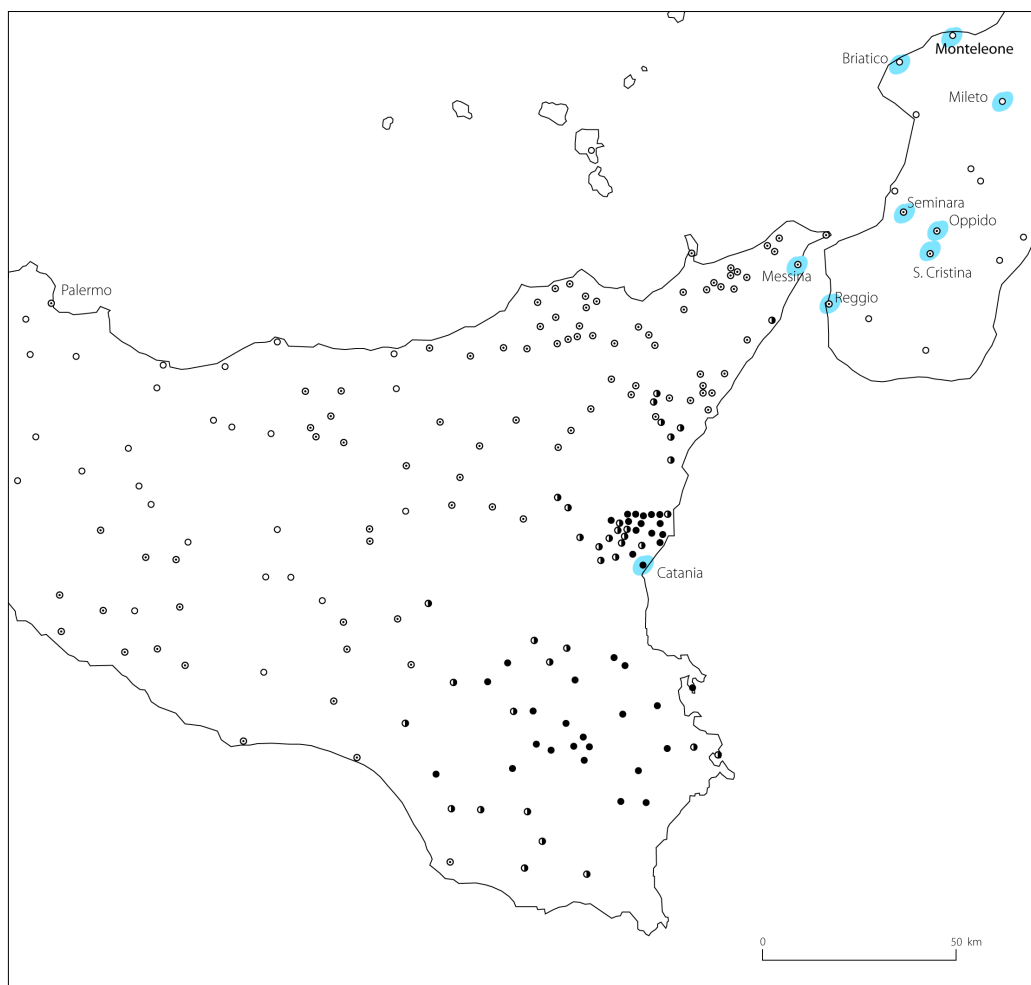 Monteleone
Briatico
Mileto
Seminara
Oppido
Messina
S. Cristina
Palermo
Reggio
Catania
0 50 km